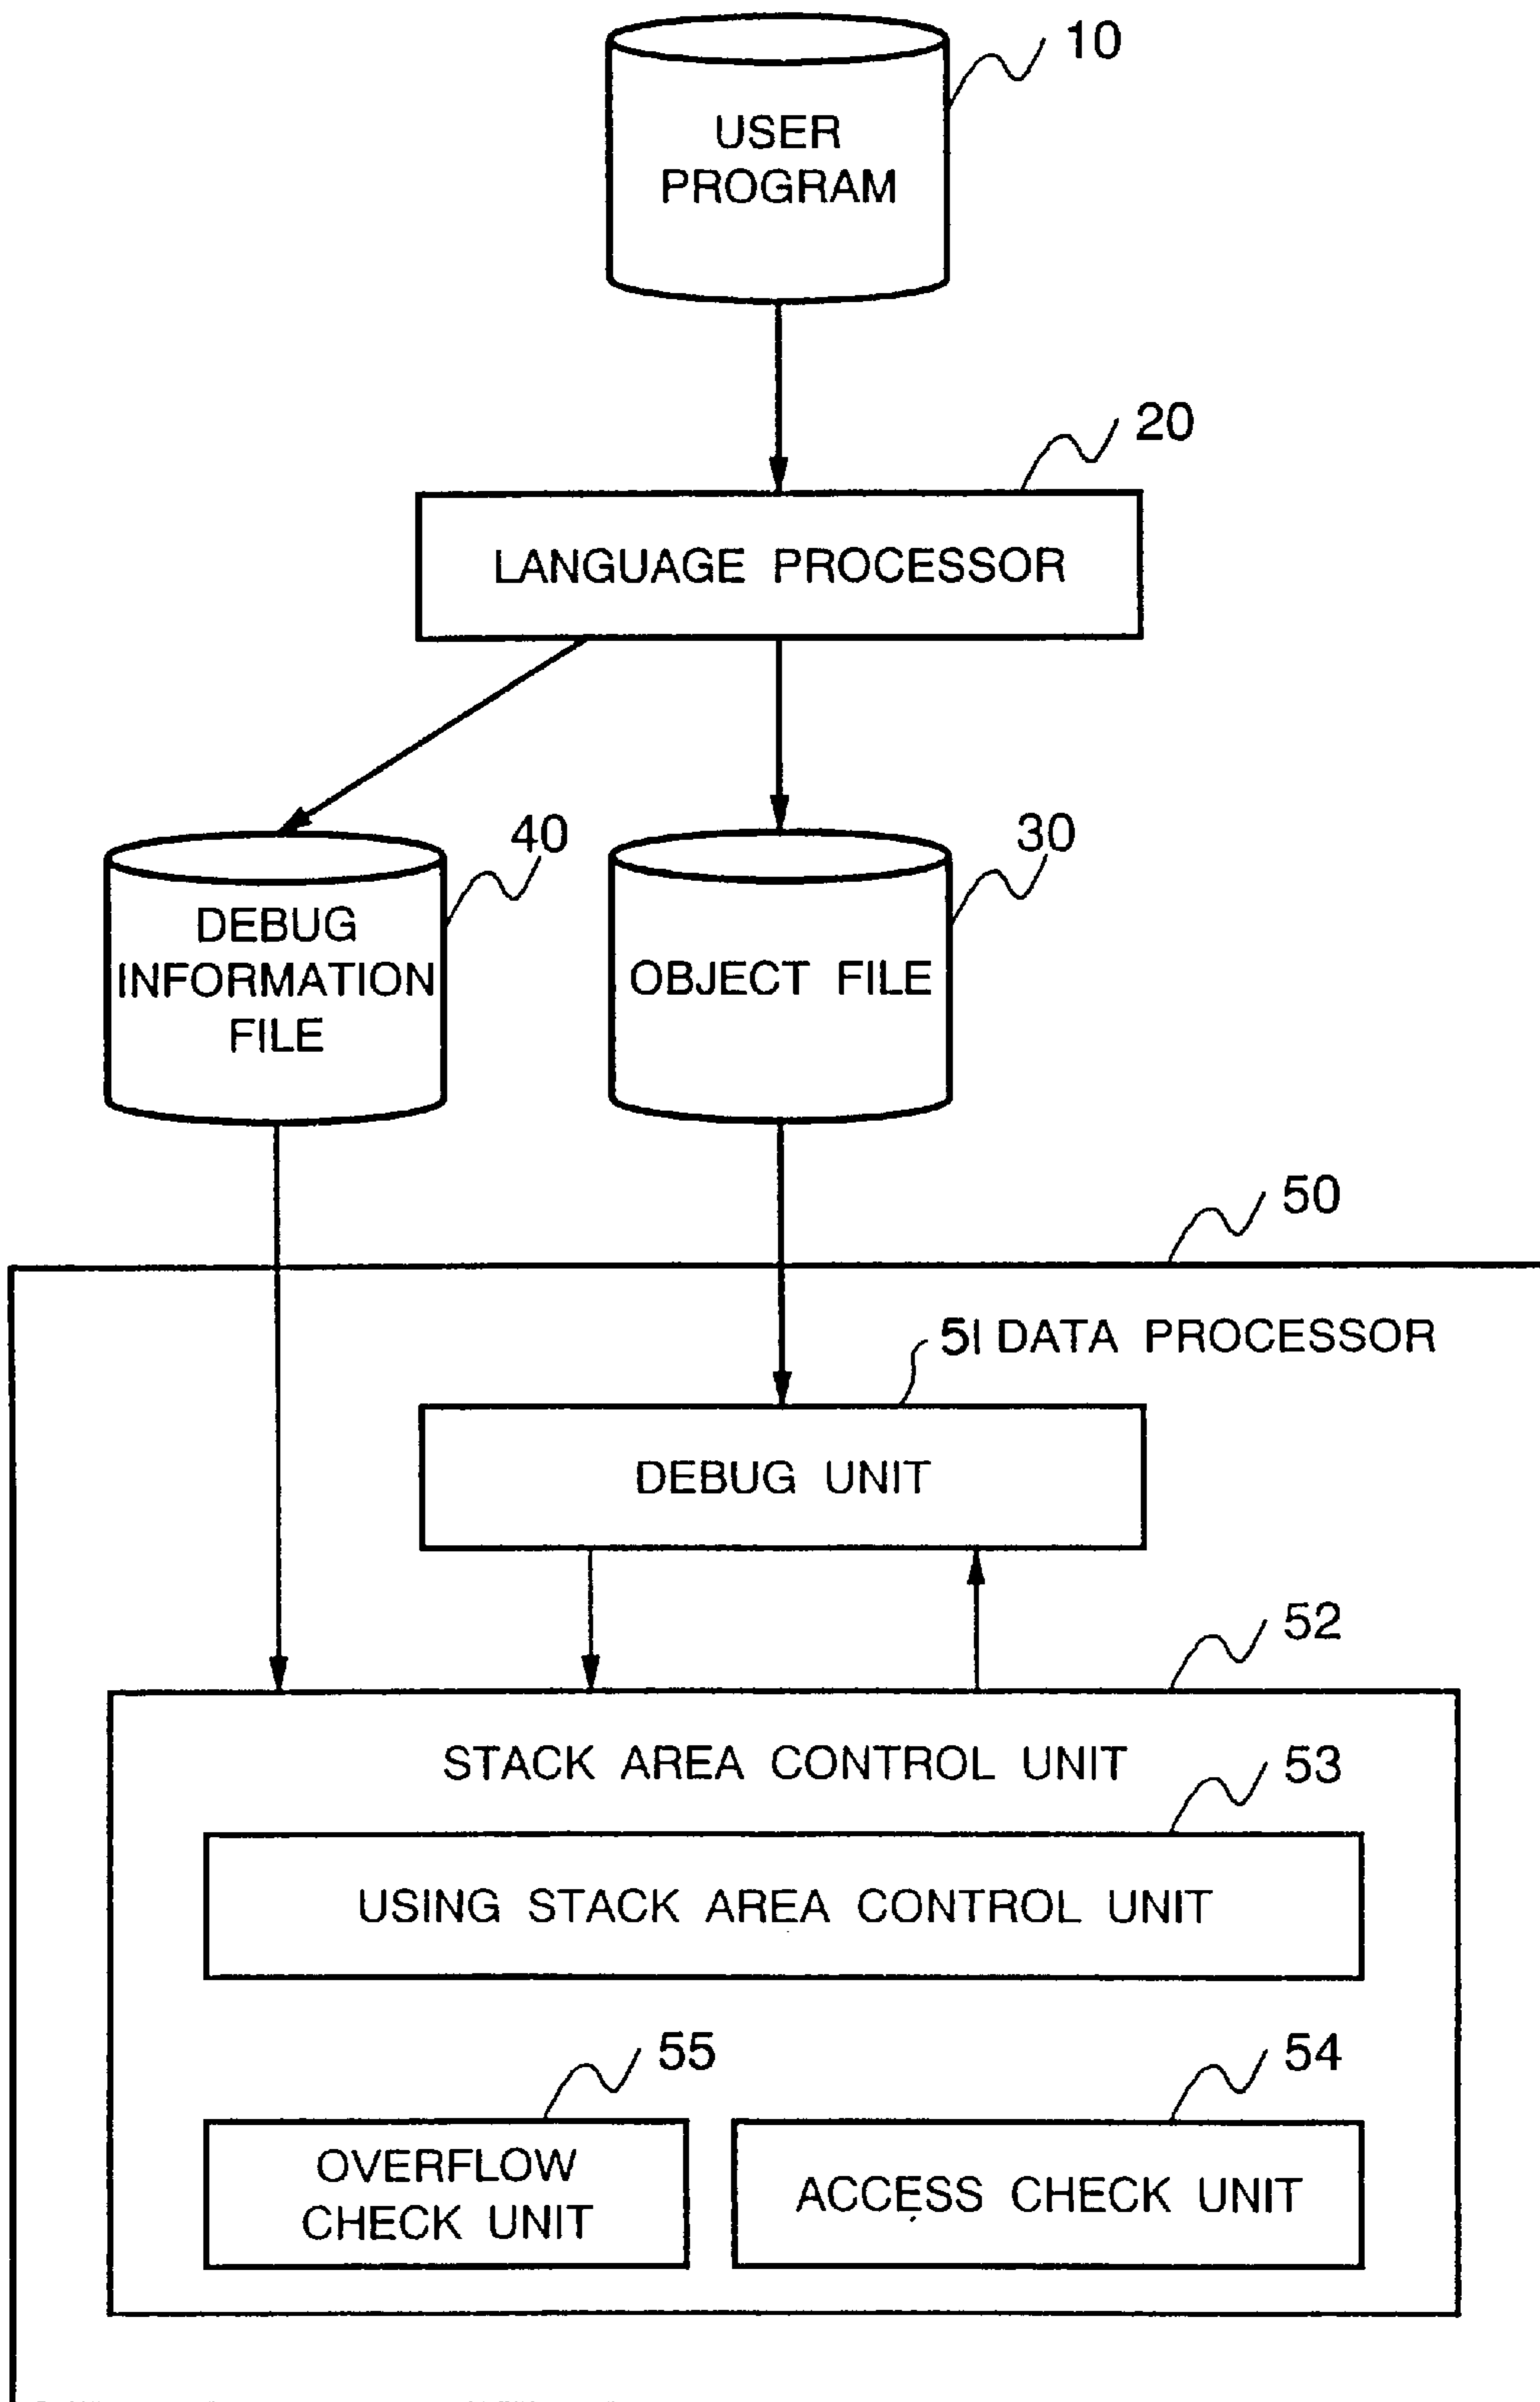 10
USER
PROGRAM
20
LANGUAGE PROCESSOR
40
30
DEBUG
INFORMATION
FILE
OBJECT FILE
50
51 DATA PROCESSOR
DEBUG UNIT
52
STACK AREA CONTROL UNIT
53
USING STACK AREA CONTROL UNIT
55
54
OVERFLOW
CHECK UNIT
ACCESS CHECK UNIT